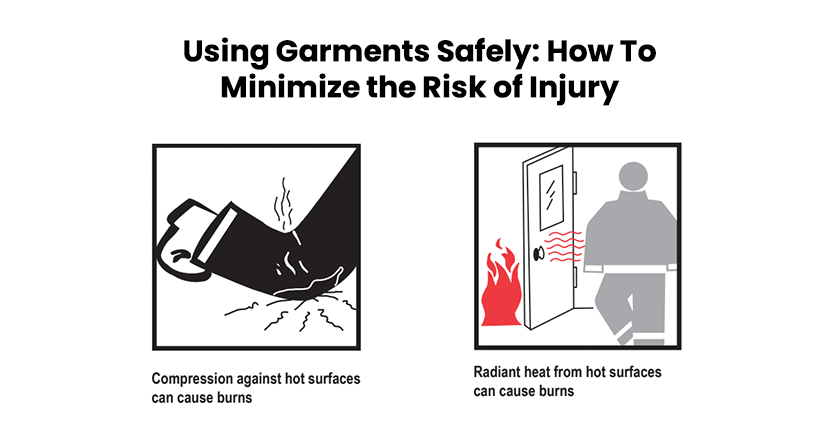 Using Garments Safely: How To
Minimize the Risk of Injury
Compression against hot surfaces
can cause burns
Radiant heat from hot surfaces
can cause burns